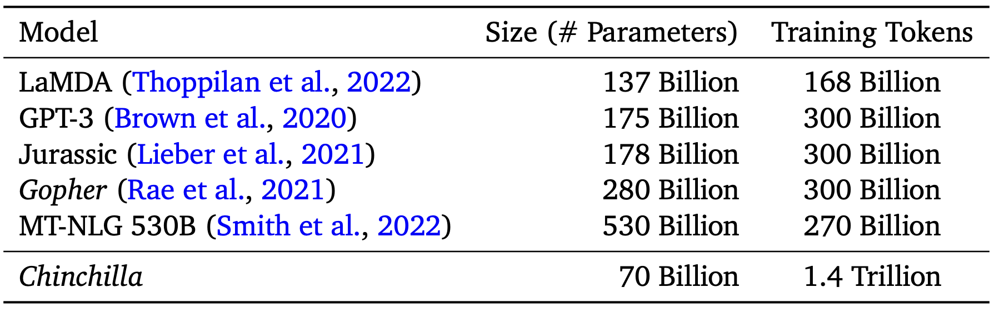 Model Size (# Parameters) Training Tokens
LaMDA (Thoppilan et al., 2022) 137 Billion 168 Billion
GPT-3 (Brown et al., 2020) 175 Billion 300 Billion
Jurassic (Lieber et al., 2021) 178 Billion 300 Billion
Gopher (Rae et al., 2021) 280 Billion 300 Billion
MT-NLG 530B (Smith et al., 2022) 530 Billion 270 Billion
Chinchilla 70 Billion 1.4 Trillion